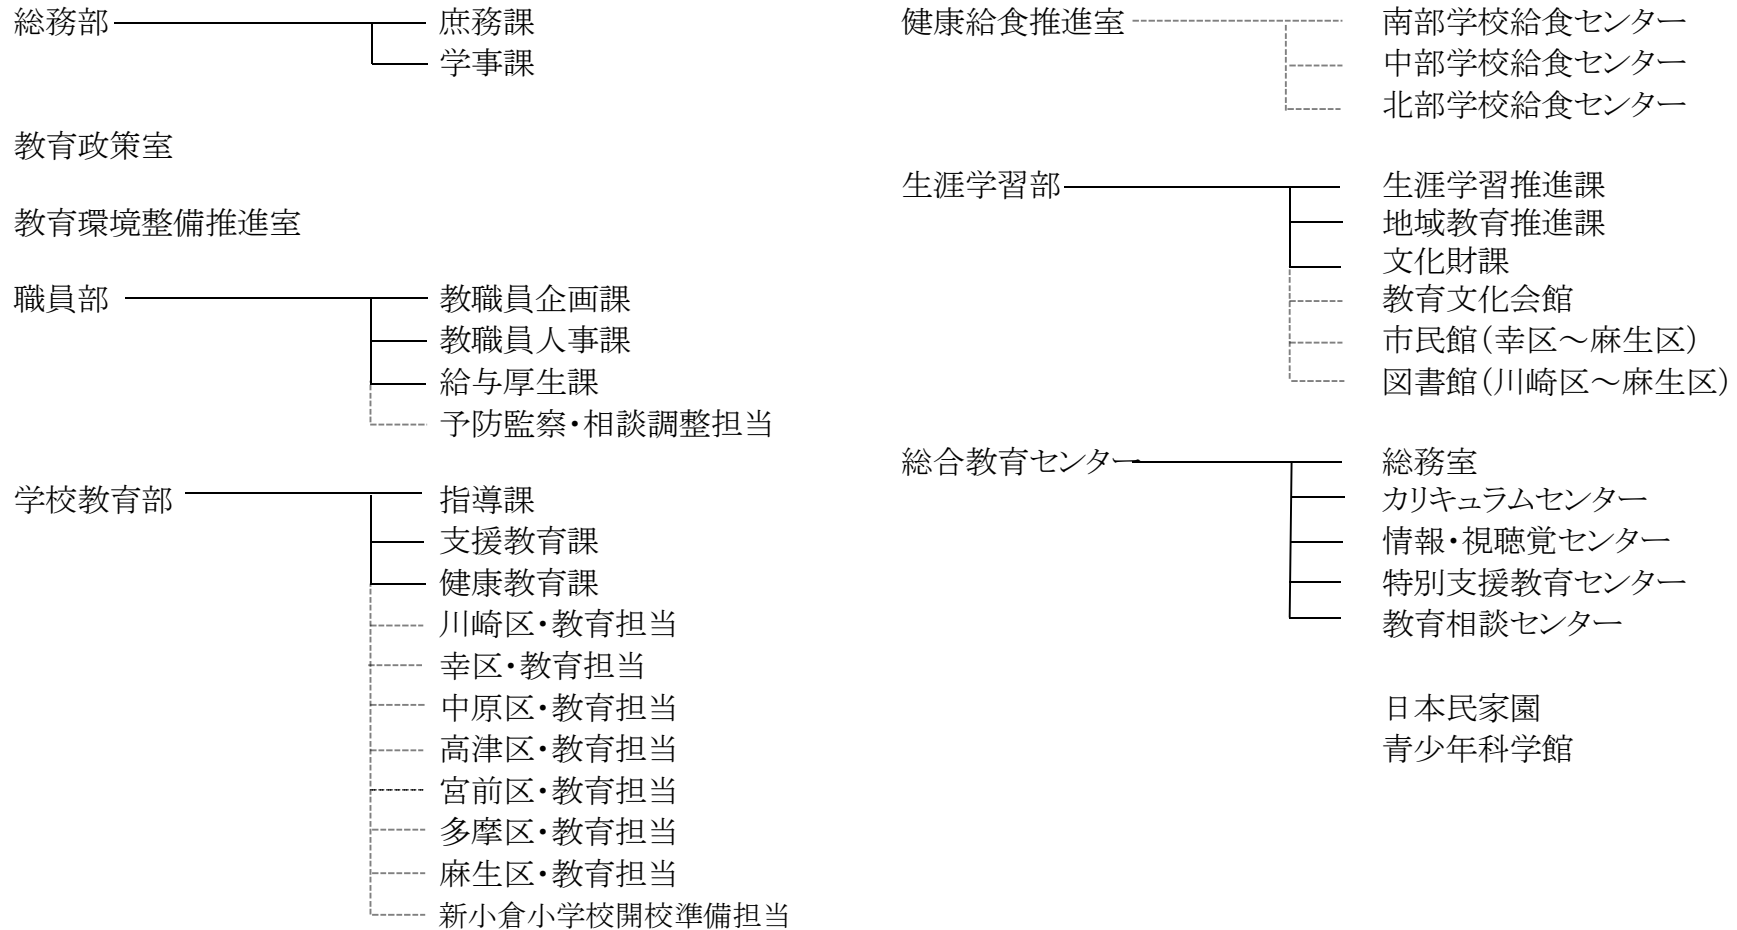 総務部
庶務課
学事課
教育政策室
教育環境整備推進室
職員部
教職員企画課
教職員人事課
給与厚生課
予防監察・相談調整担当
学校教育部
指導課
支援教育課
健康教育課
川崎区・教育担当
幸区・教育担当
中原区・教育担当
高津区・教育担当
宮前区・教育担当
多摩区・教育担当
麻生区・教育担当
新小倉小学校開校準備担当
健康給食推進室
南部学校給食センター
中部学校給食センター
北部学校給食センター
生涯学習部
生涯学習推進課
地域教育推進課
文化財課
教育文化会館
市民館(幸区～麻生区)
図書館(川崎区～麻生区)
総合教育センター
総務室
カリキュラムセンター
情報・視聴覚センター
特別支援教育センター
教育相談センター
日本民家園
青少年科学館